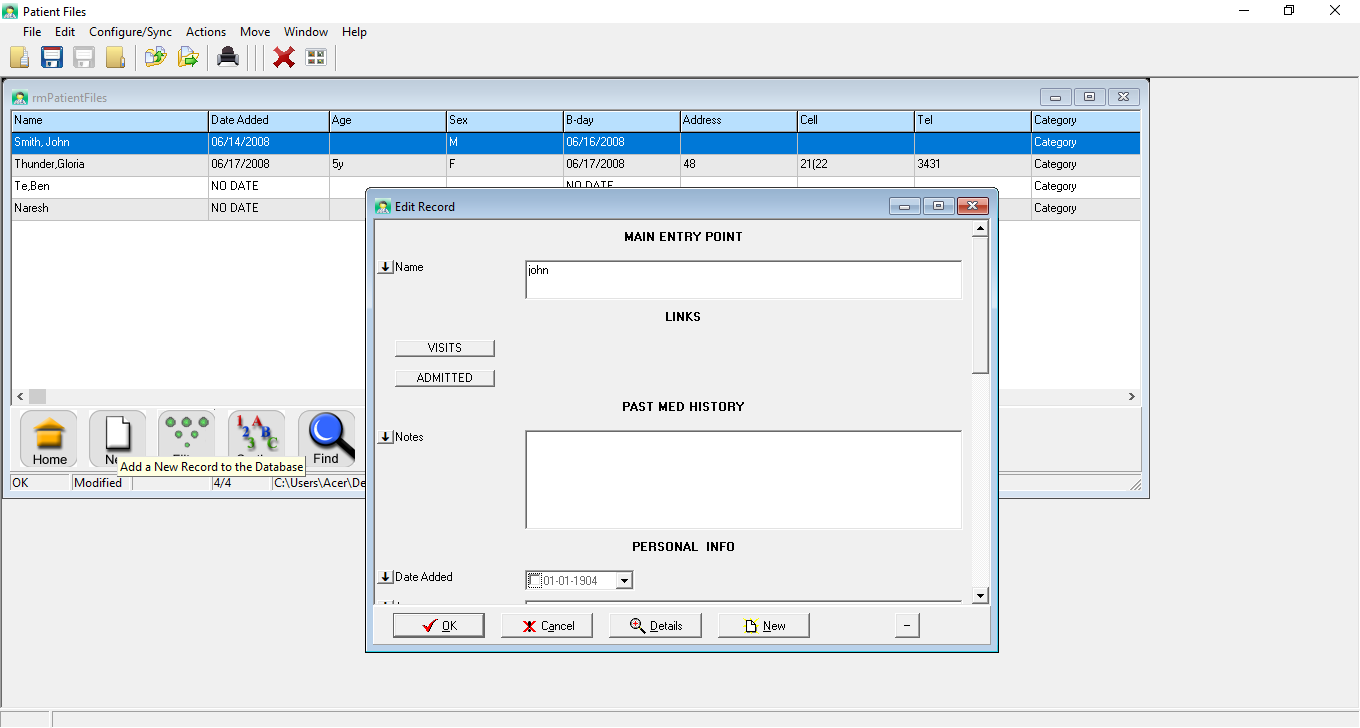 Patient Files
File Edit Configure/Sync Actions Move Window Help
rmPatientFiles
Name Date Added Age Sex B-day Address Cell Tel Category
Smith, John 06/14/2008 M 06/16/2008 Category
Thunder,Gloria 06/17/2008 5y F 06/17/2008 48 21(22 3431 Category
Te,Ben NO DATE NO DATE Category
Naresh NO DATE Category
Edit Record
MAIN ENTRY POINT
Name john
LINKS
VISITS
ADMITTED
PAST MED HISTORY
Notes
PERSONAL INFO
Date Added 01-01-1904
OK Cancel Details New
Home Find
Add a New Record to the Database
OK Modified 4/4 C:\Users\Acer\De